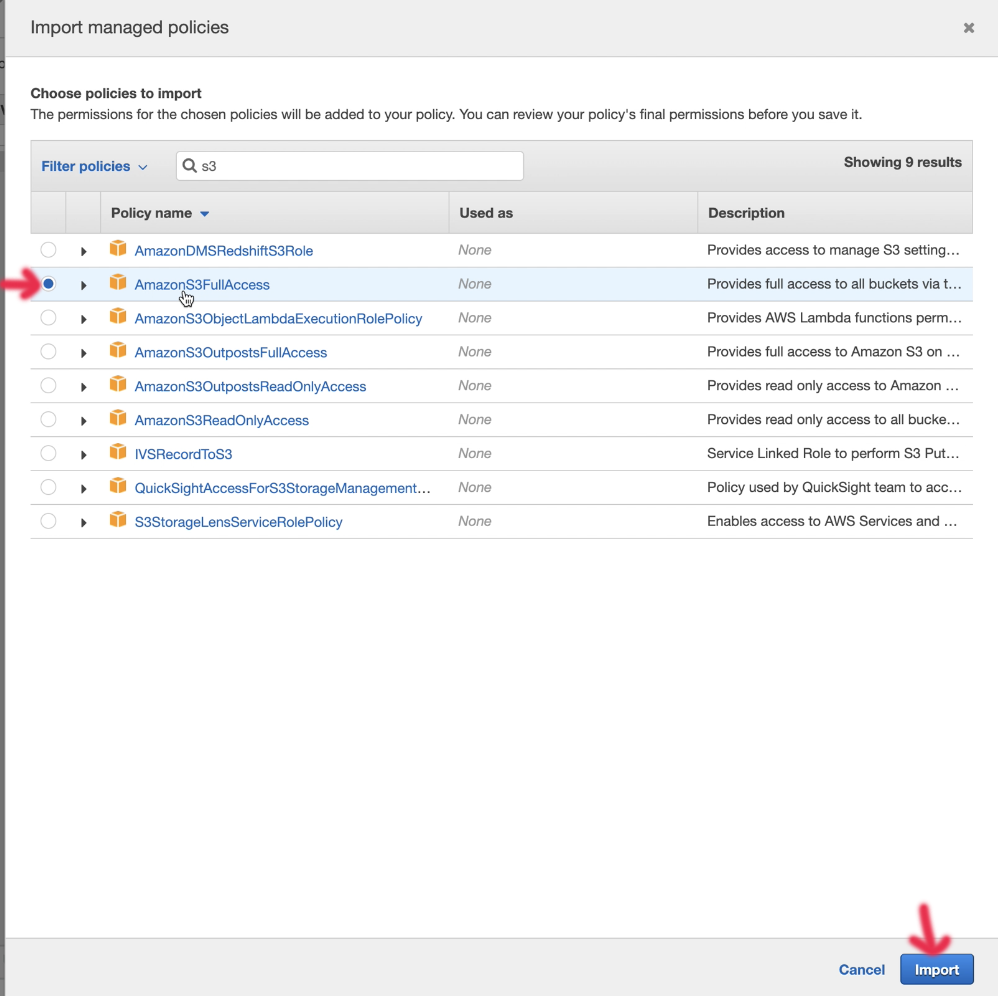 Import managed policies
Choose policies to import
The permissions for the chosen policies will be added to your policy. You can review your policy's final permissions before you save it.
Filter policies s3 Showing 9 results
Policy name Used as Description
AmazonDMSRedshiftS3Role None Provides access to manage S3 setting...
AmazonS3FullAccess None Provides full access to all buckets via t...
AmazonS3ObjectLambdaExecutionRolePolicy None Provides AWS Lambda functions perm...
AmazonS3OutpostsFullAccess None Provides full access to Amazon S3 on ...
AmazonS3OutpostsReadOnlyAccess None Provides read only access to Amazon ...
AmazonS3ReadOnlyAccess None Provides read only access to all bucke...
IVSRecordToS3 None Service Linked Role to perform S3 Put...
QuickSightAccessForS3StorageManagement... None Policy used by QuickSight team to acc...
S3StorageLensServiceRolePolicy None Enables access to AWS Services and ...
Cancel Import